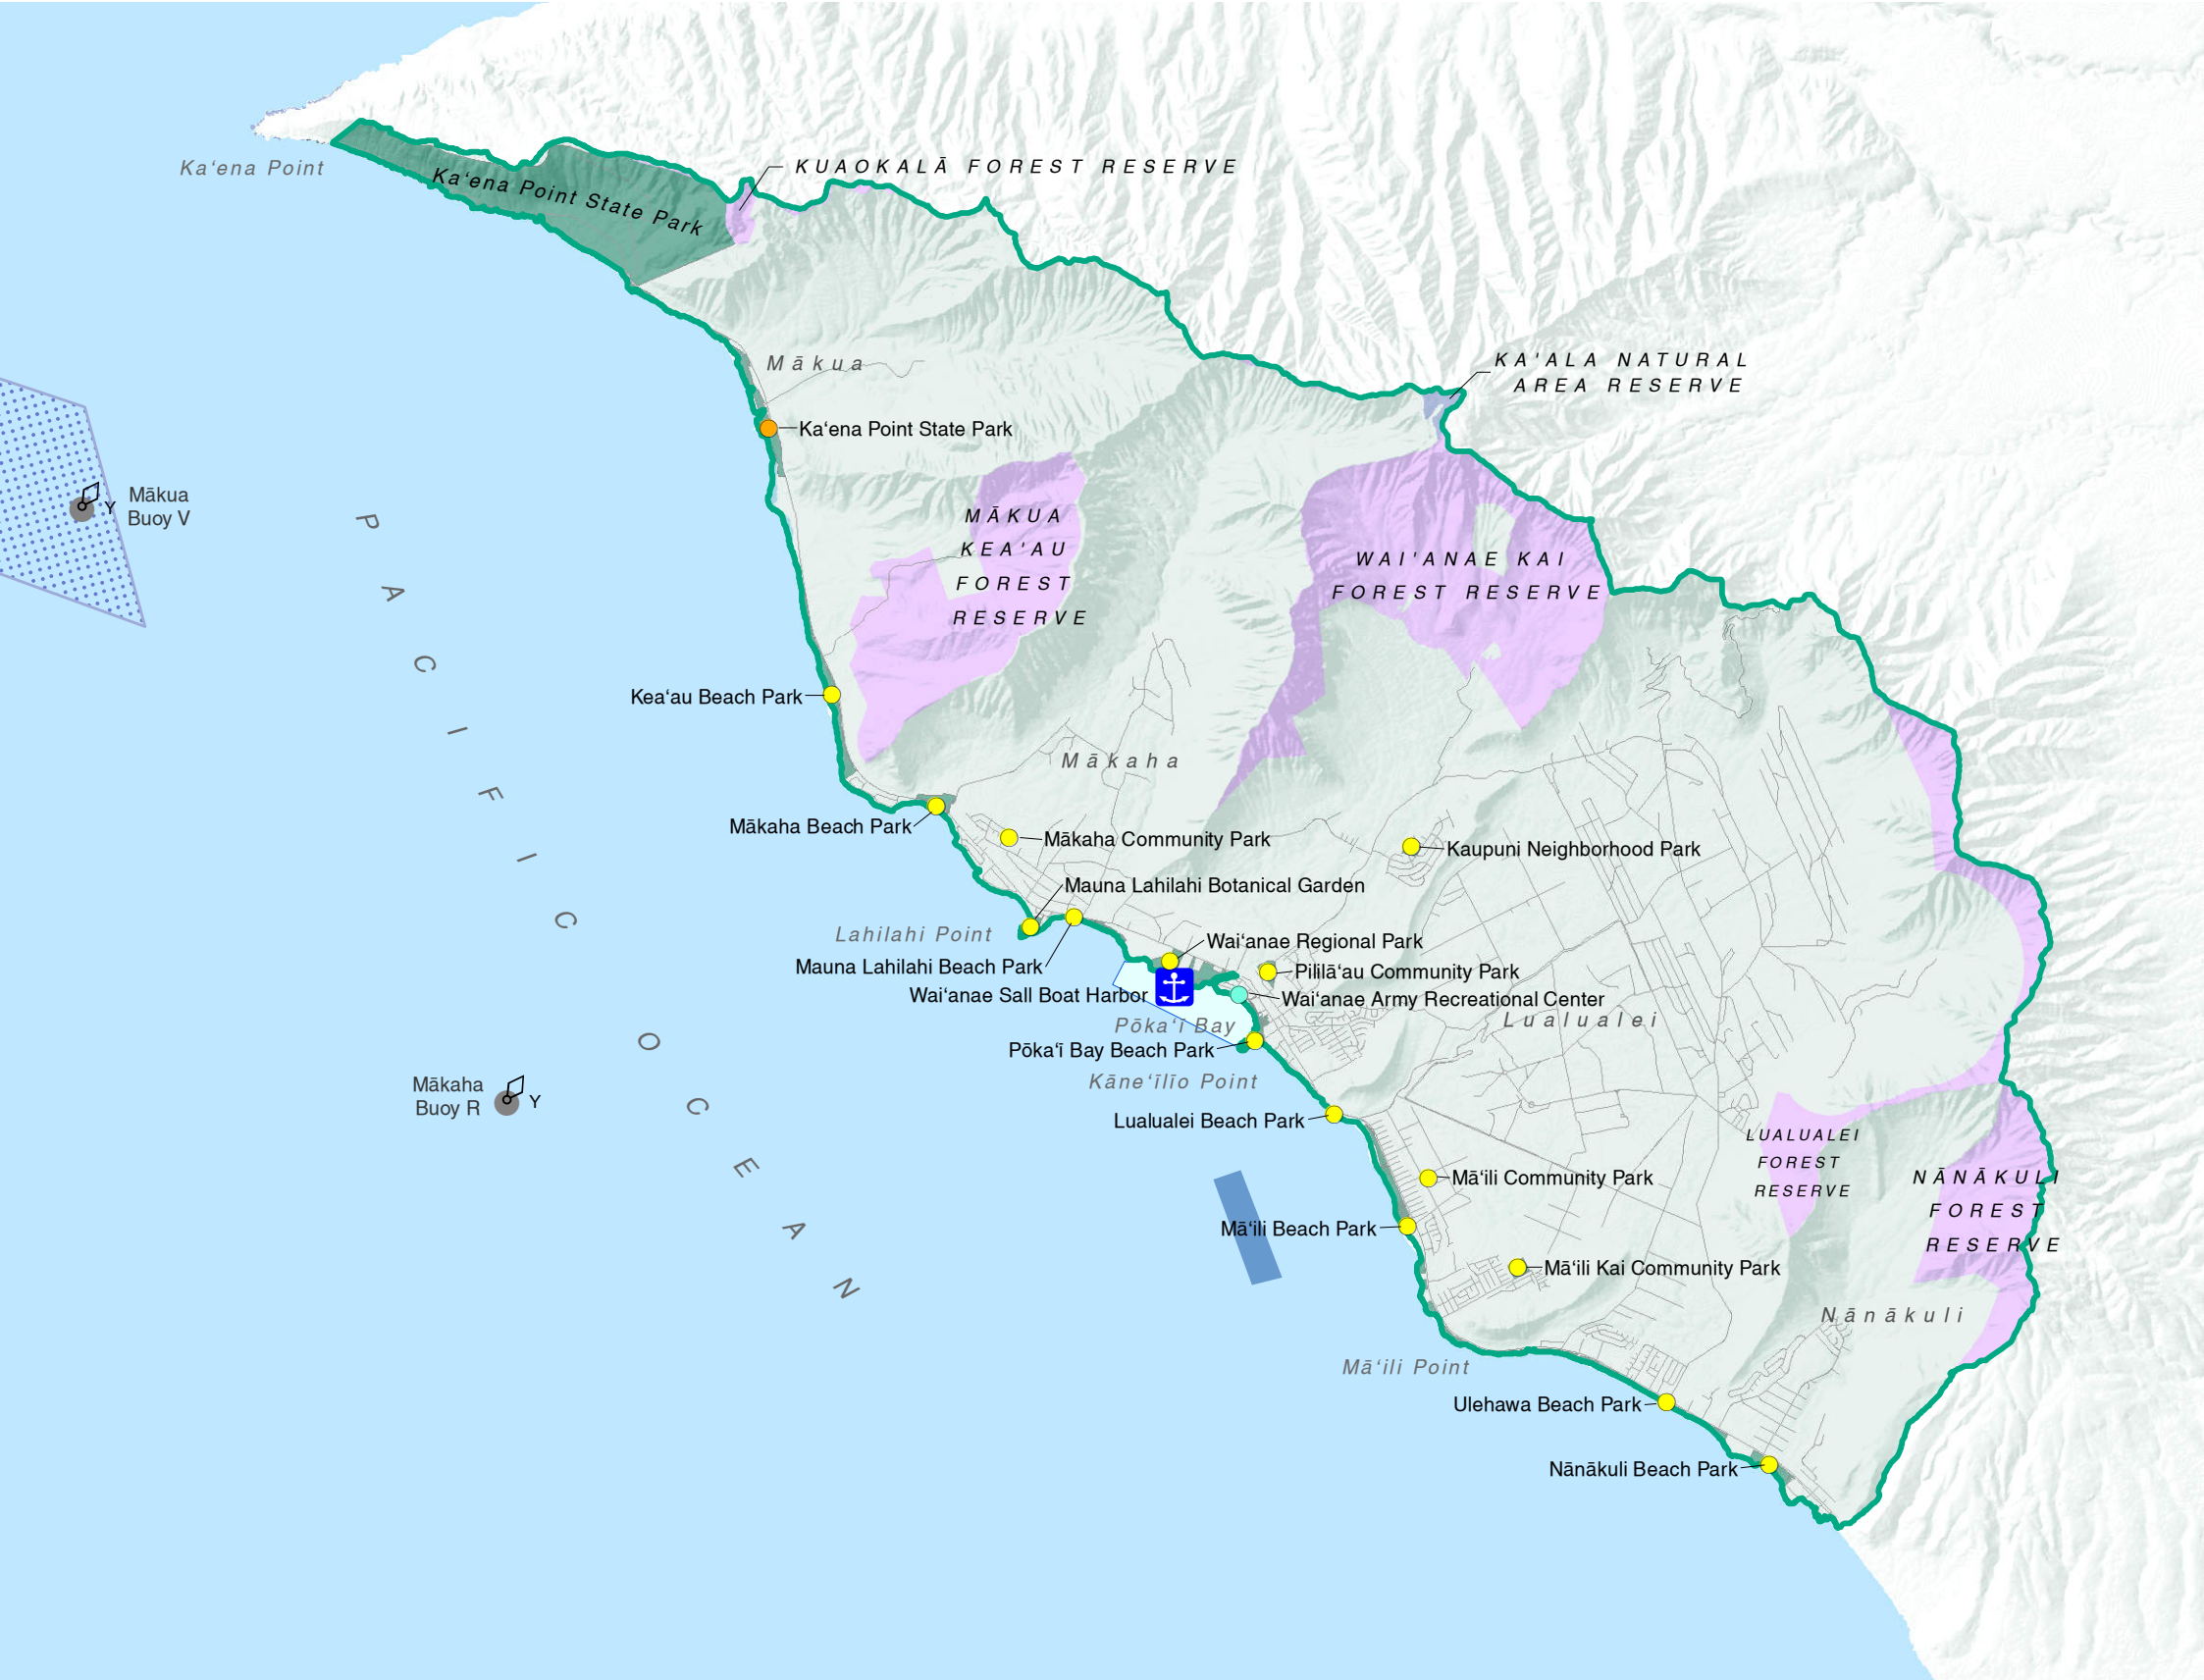 KUAOKALĀ FOREST RESERVE
Ka‘ena Point
Ka‘ena Point State Park
Mākua
KA'ALA NATURAL
AREA RESERVE
Ka‘ena Point State Park
Mākua
Buoy V
Y
PACIFIC OCEAN
MĀKUA
KEA'AU
FOREST
RESERVE
WAI'ANAE KAI
FOREST RESERVE
Kea‘au Beach Park
Mākaha
Mākaha Beach Park
Mākaha Community Park
Kaupuni Neighborhood Park
Mauna Lahilahi Botanical Garden
Lahilahi Point
Wai‘anae Regional Park
Mauna Lahilahi Beach Park
Pililā‘au Community Park
Wai‘anae Sall Boat Harbor
Wai‘anae Army Recreational Center
Lualualei
Pōka‘ī Bay
Pōka‘ī Bay Beach Park
Kāne‘īlīo Point
Mākaha
Buoy R
Y
Lualualei Beach Park
LUALUALEI
FOREST
RESERVE
NĀNĀKULI
FOREST
RESERVE
Mā‘ili Community Park
Mā‘ili Beach Park
Mā‘ili Kai Community Park
Nānākuli
Mā‘ili Point
Ulehawa Beach Park
Nānākuli Beach Park